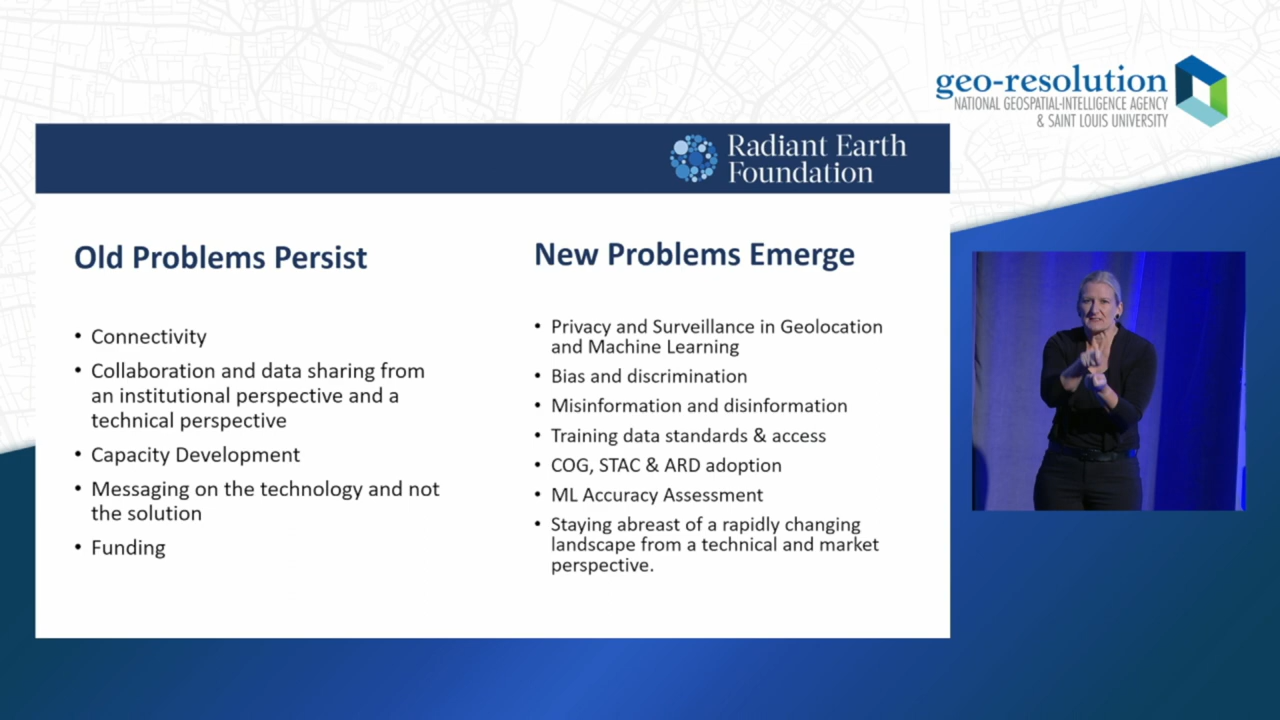 geo-resolution
NATIONAL GEOSPATIAL-INTELLIGENCE AGENCY
& SAINT LOUIS UNIVERSITY
Radiant Earth
Foundation
Old Problems Persist
• Connectivity
• Collaboration and data sharing from
an institutional perspective and a
technical perspective
• Capacity Development
• Messaging on the technology and not
the solution
• Funding
New Problems Emerge
• Privacy and Surveillance in Geolocation
and Machine Learning
• Bias and discrimination
• Misinformation and disinformation
• Training data standards & access
• COG, STAC & ARD adoption
• ML Accuracy Assessment
• Staying abreast of a rapidly changing
landscape from a technical and market
perspective.